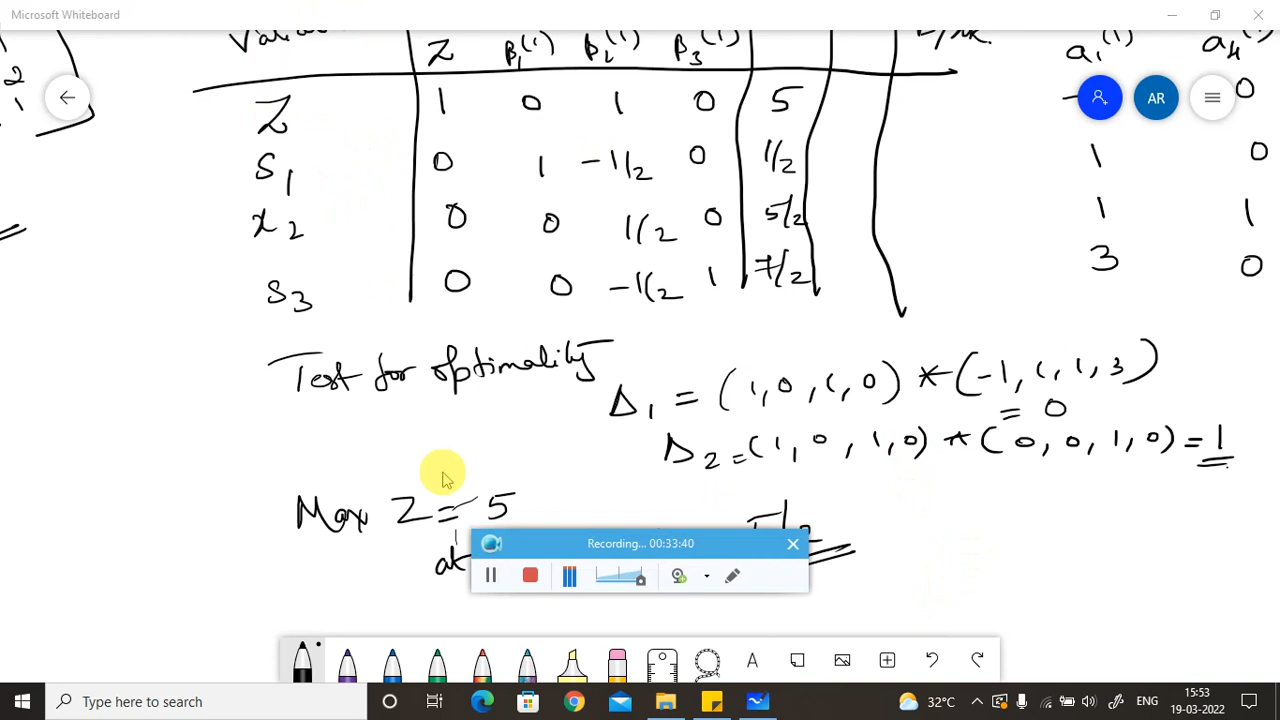 Microsoft Whiteboard
Z β₁⁽¹⁾ β₂⁽¹⁾ β₃⁽¹⁾ a₁⁽¹⁾ a₄⁽¹⁾
2
1
AR
Z 1 0 1 0 5 0
S₁ 0 1 -1/2 0 1/2 1 0
x₂ 0 0 1/2 0 5/2 1 1
S₃ 0 0 -1/2 1 7/2 3 0
Test for optimality
Δ₁ = (1, 0, 1, 0) * (-1, 1, 1, 3)
= 0
Δ₂ = (1, 0, 1, 0) * (0, 0, 1, 0) = 1
Max Z = 5
at
Recording... 00:33:40
A
Type here to search
32°C
ENG
15:53
19-03-2022